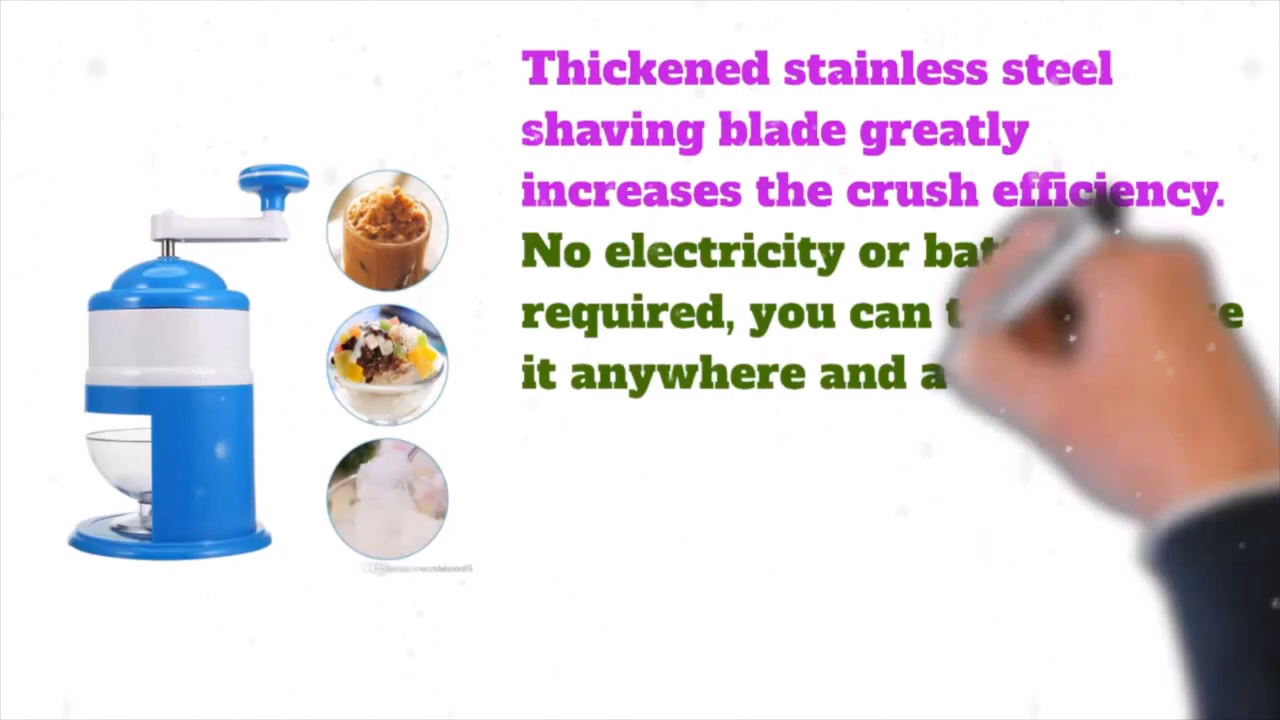 Thickened stainless steel
shaving blade greatly
increases the crush efficiency.
No electricity or
required, you can
it anywhere and